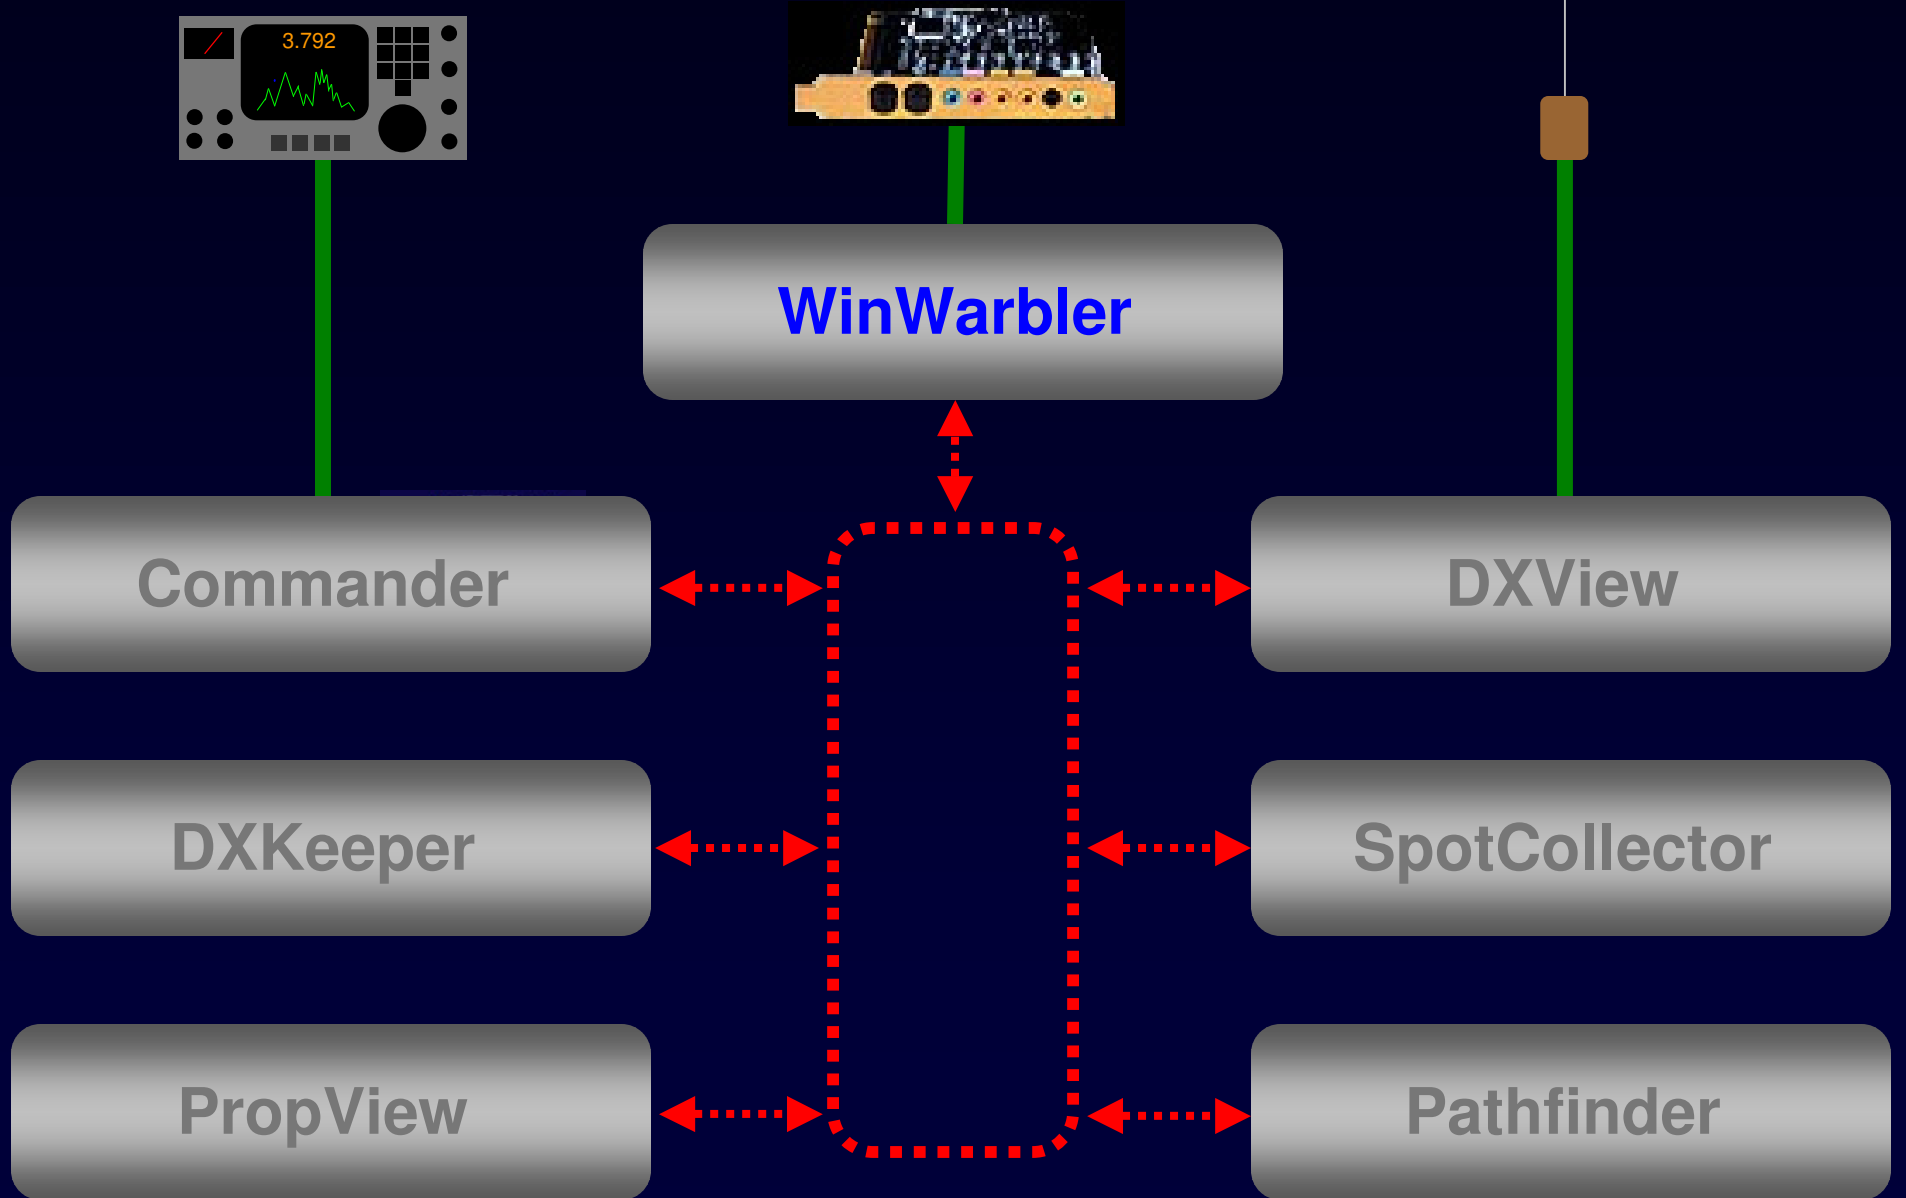 3.792
WinWarbler
Commander
DXView
DXKeeper
SpotCollector
PropView
Pathfinder